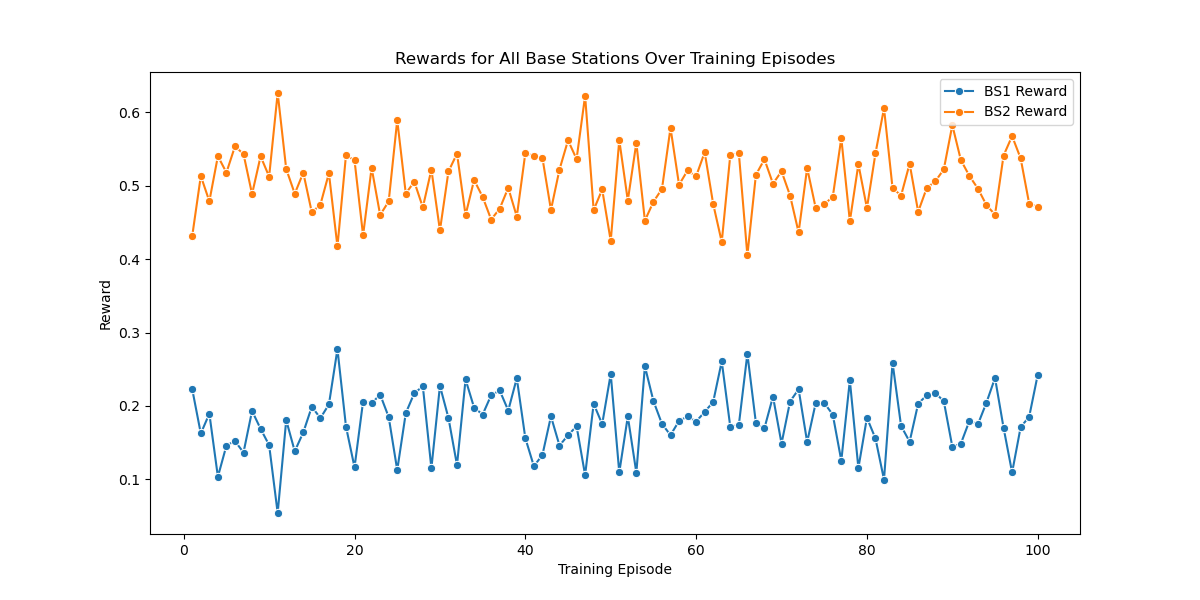 Rewards for All Base Stations Over Training Episodes
BS1 Reward
BS2 Reward
Reward
0.6
0.5
0.4
0.3
0.2
0.1
0 20 40 60 80 100
Training Episode